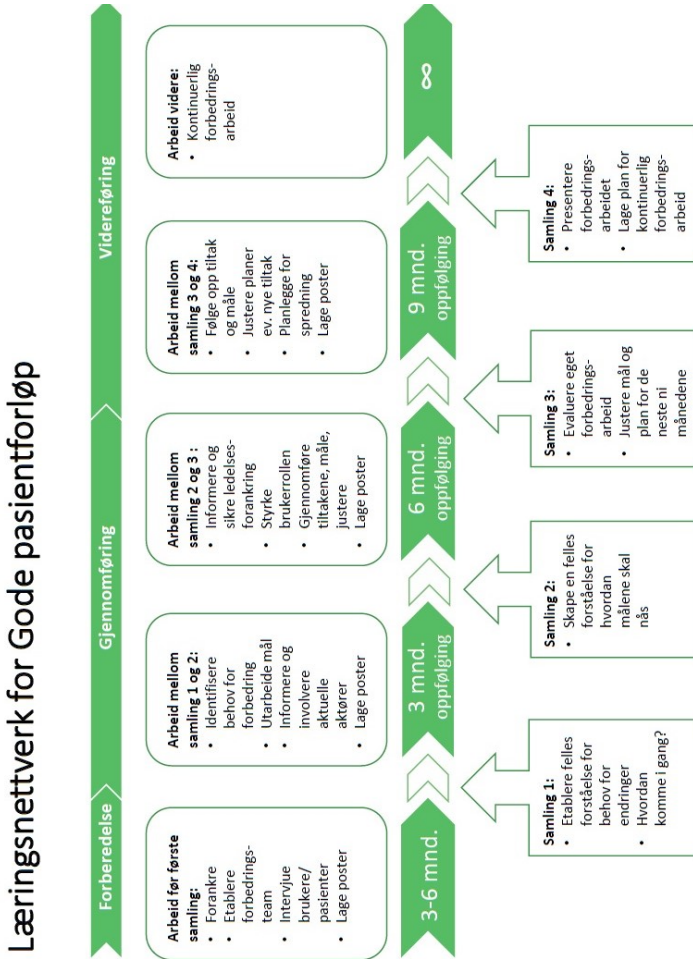 Læringsnettverk for Gode pasientforløp
Forberedelse
Gjennomføring
Videreføring
Arbeid før første
samling:
• Forankre
• Etablere
forbedrings-
team
• Intervjue
brukere/
pasienter
• Lage poster
Arbeid mellom
samling 1 og 2:
• Identifisere
behov for
forbedring
• Utarbeide mål
• Informere og
involvere
aktuelle
aktører
• Lage poster
Arbeid mellom
samling 2 og 3 :
• Informere og
sikre ledelses-
forankring
• Styrke
brukerrollen
• Gjennomføre
tiltakene, måle,
justere
• Lage poster
Arbeid mellom
samling 3 og 4:
• Følge opp tiltak
og måle
• Justere planer
ev. nye tiltak
• Planlegge for
spredning
• Lage poster
Arbeid videre:
• Kontinuerlig
forbedrings-
arbeid
3-6 mnd.
3 mnd.
oppfølging
6 mnd.
oppfølging
9 mnd.
oppfølging
∞
Samling 1:
• Etablere felles
forståelse for
behov for
endringer
• Hvordan
komme i gang?
Samling 2:
• Skape en felles
forståelse for
hvordan
målene skal
nås
Samling 3:
• Evaluere eget
forbedrings-
arbeid
• Justere mål og
plan for de
neste ni
månedene
Samling 4:
• Presentere
forbedrings-
arbeidet
• Lage plan for
kontinuerlig
forbedrings-
arbeid